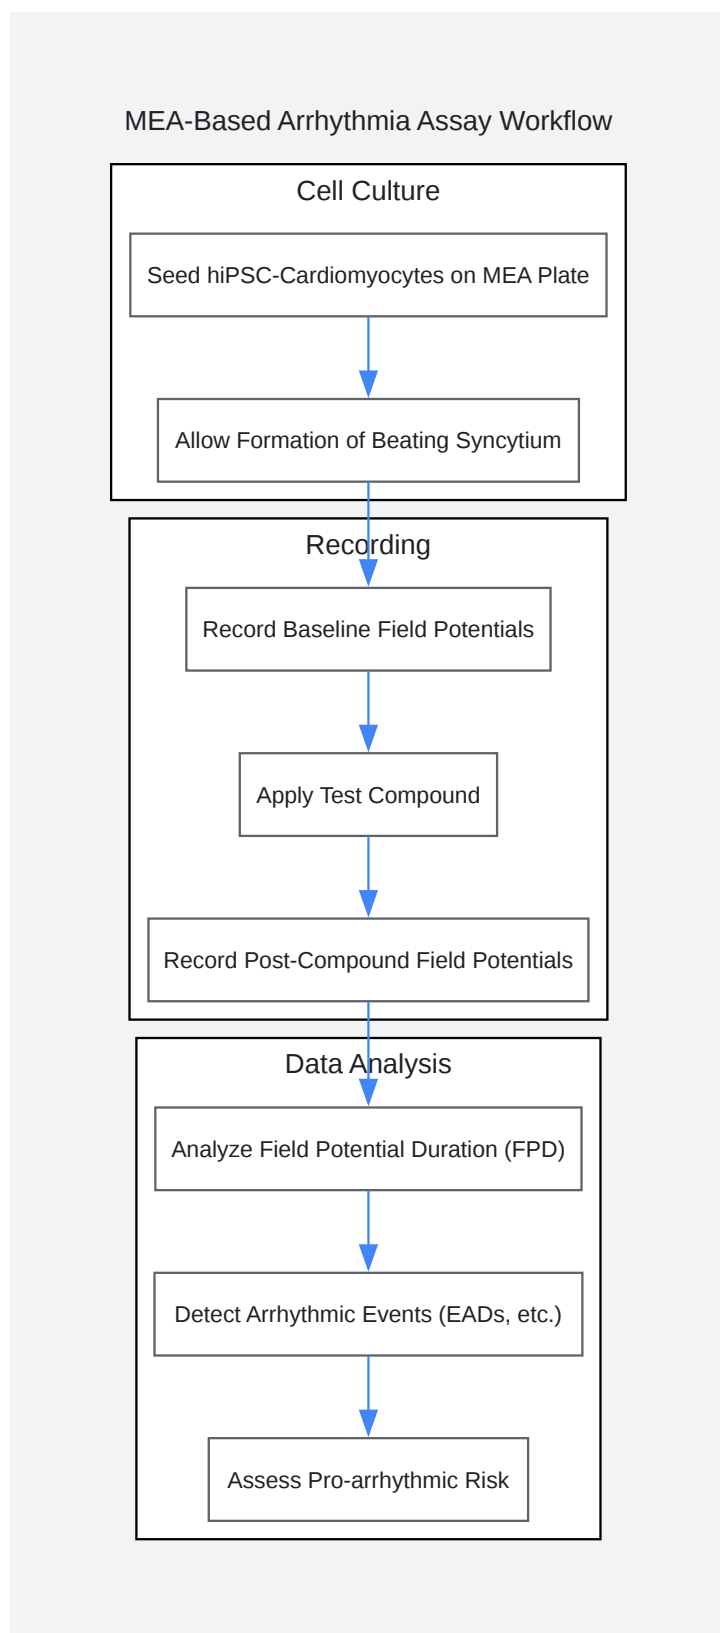 MEA-Based Arrhythmia Assay Workflow
Cell Culture
Seed hiPSC-Cardiomyocytes on MEA Plate
Allow Formation of Beating Syncytium
Recording
Record Baseline Field Potentials
Apply Test Compound
Record Post-Compound Field Potentials
Data Analysis
Analyze Field Potential Duration (FPD)
Detect Arrhythmic Events (EADs, etc.)
Assess Pro-arrhythmic Risk